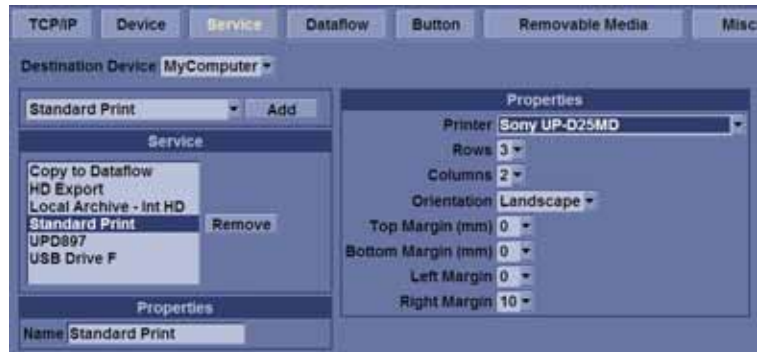 TCP/IP Device Service Dataflow Button Removable Media Misc
Destination Device MyComputer
Standard Print Add
Service
Copy to Dataflow
HD Export
Local Archive - Int HD
Standard Print Remove
UPD897
USB Drive F
Properties
Name Standard Print
Properties
Printer Sony UP-D25MD
Rows 3
Columns 2
Orientation Landscape
Top Margin (mm) 0
Bottom Margin (mm) 0
Left Margin 0
Right Margin 10